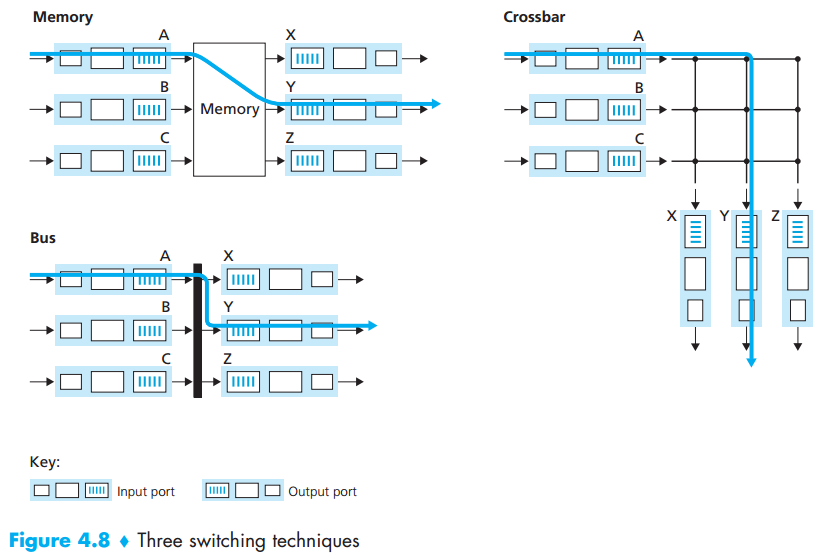 Memory
A
X
B
Y
Memory
C
Z
Crossbar
A
B
C
X
Y
Z
Bus
A
X
B
Y
C
Z
Key:
Input port
Output port
Figure 4.8 ♦ Three switching techniques